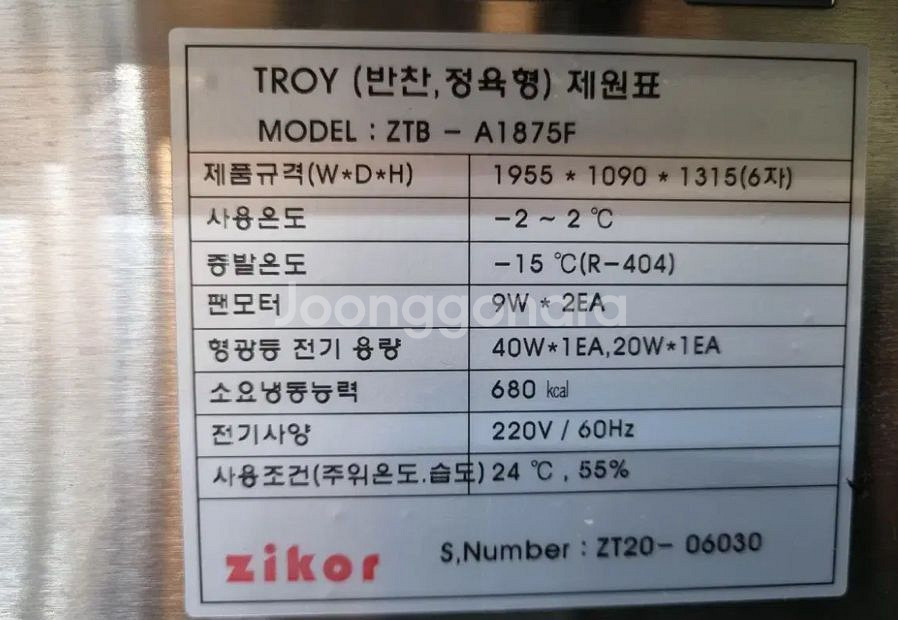 TROY (반찬,정육형) 제원표
MODEL : ZTB - A1875F
제품규격(W*D*H) 1955 * 1090 * 1315(6자)
사용온도 -2 ~ 2 ℃
증발온도 -15 ℃(R-404)
팬모터 9W * 2EA
Joonggonara
형광등 전기 용량 40W*1EA,20W*1EA
소요냉동능력 680 ㎉
전기사양 220V / 60Hz
사용조건(주위온도.습도) 24 ℃ , 55%
zikor S,Number : ZT20- 06030